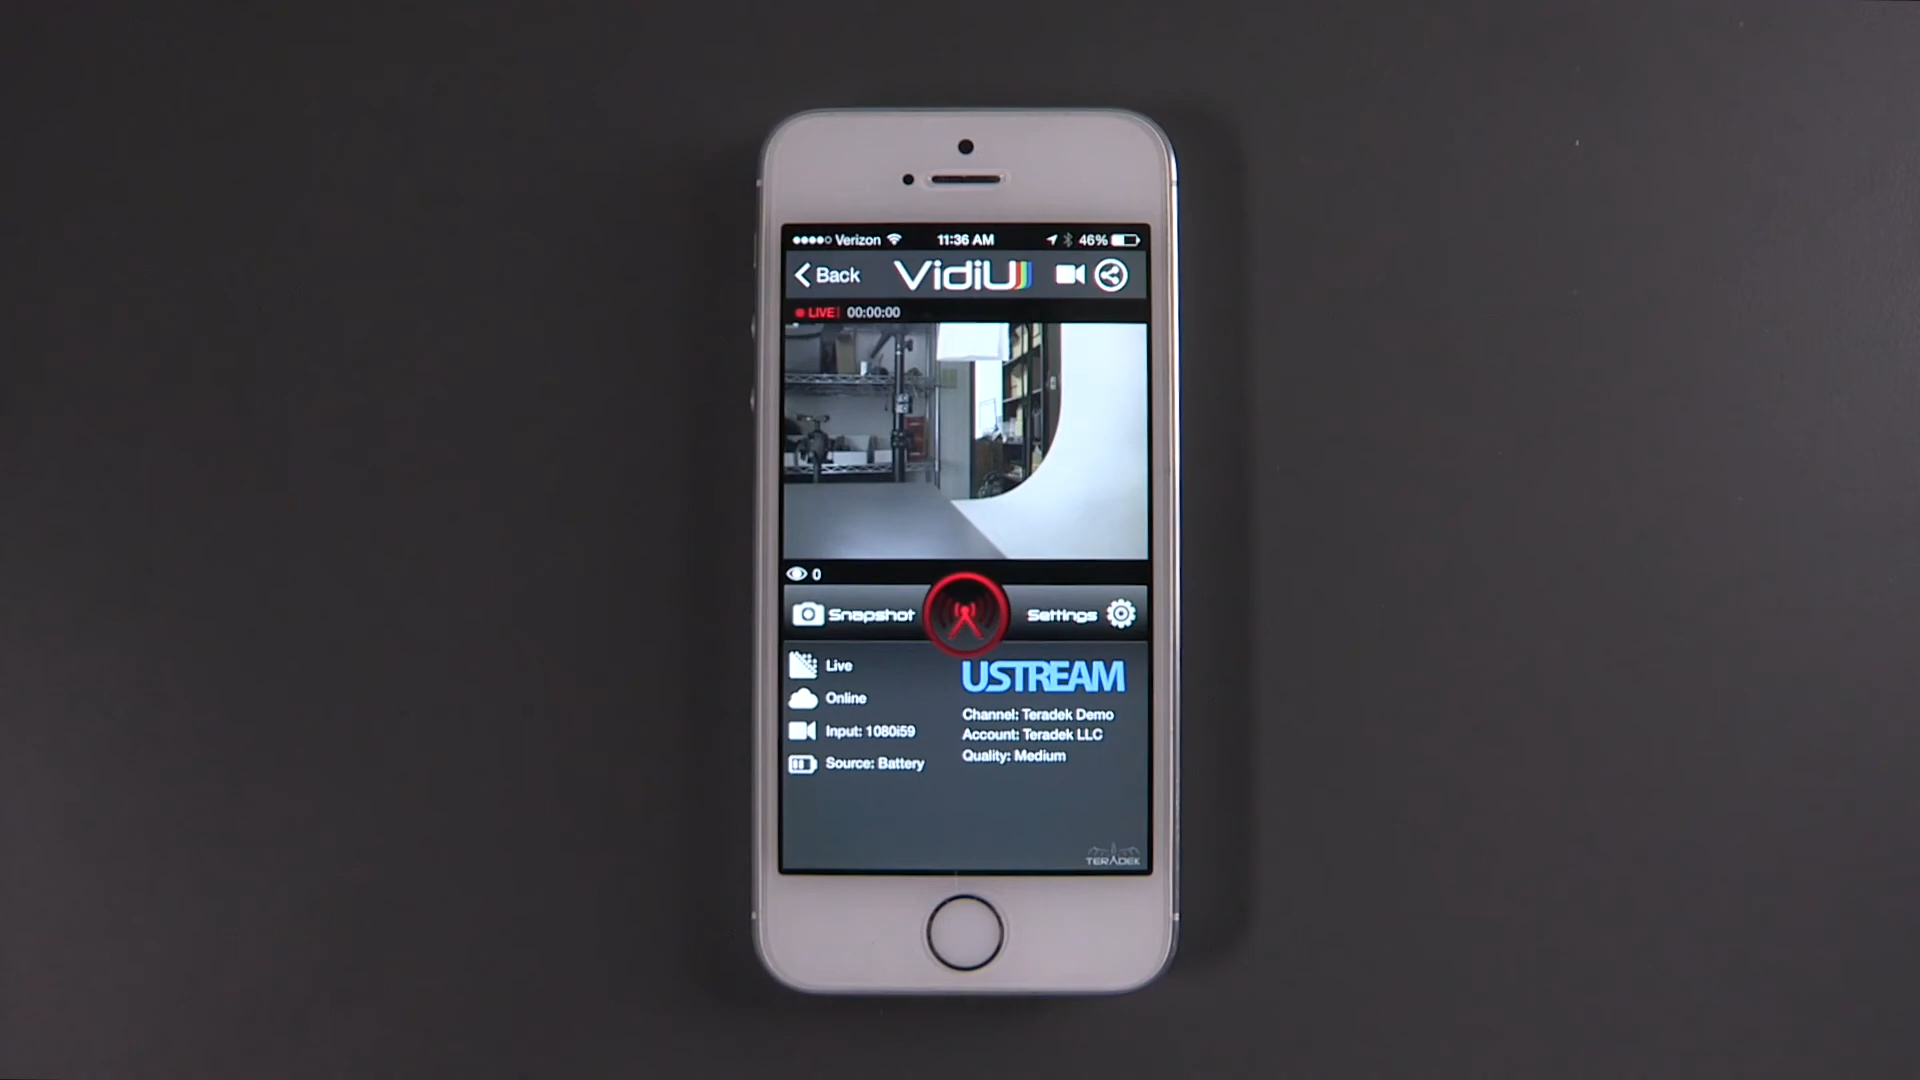 Verizon 11:36 AM 46%
Back VidiU
LIVE 00:00:00
0
Snapshot Settings
Live
Online
Input: 1080i59
Source: Battery
USTREAM
Channel: Teradek Demo
Account: Teradek LLC
Quality: Medium
TERADEK